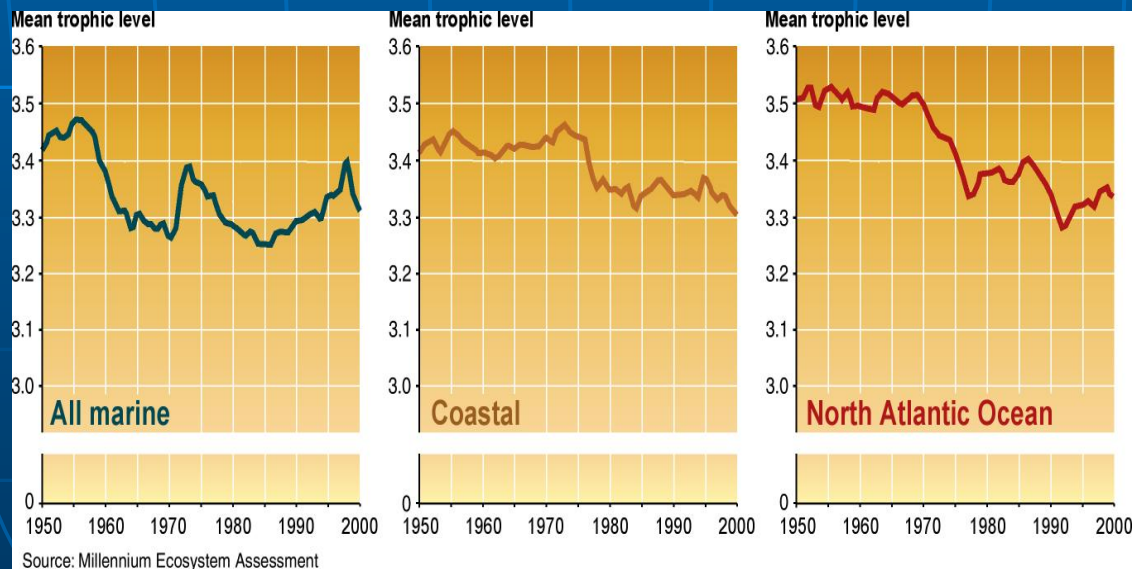 Mean trophic level
3.6
3.5
3.4
3.3
3.2
3.1
3.0
All marine
0
1950 1960 1970 1980 1990 2000
Mean trophic level
3.6
3.5
3.4
3.3
3.2
3.1
3.0
Coastal
0
1950 1960 1970 1980 1990 2000
Mean trophic level
3.6
3.5
3.4
3.3
3.2
3.1
3.0
North Atlantic Ocean
0
1950 1960 1970 1980 1990 2000
Source: Millennium Ecosystem Assessment